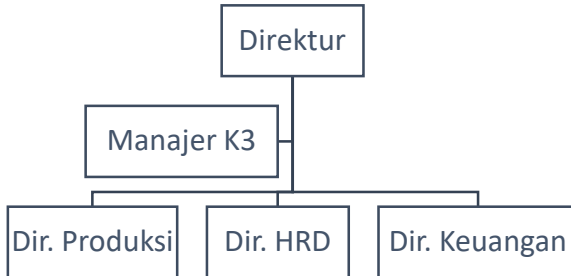 Direktur
Manajer K3
Dir. Produksi
Dir. HRD
Dir. Keuangan